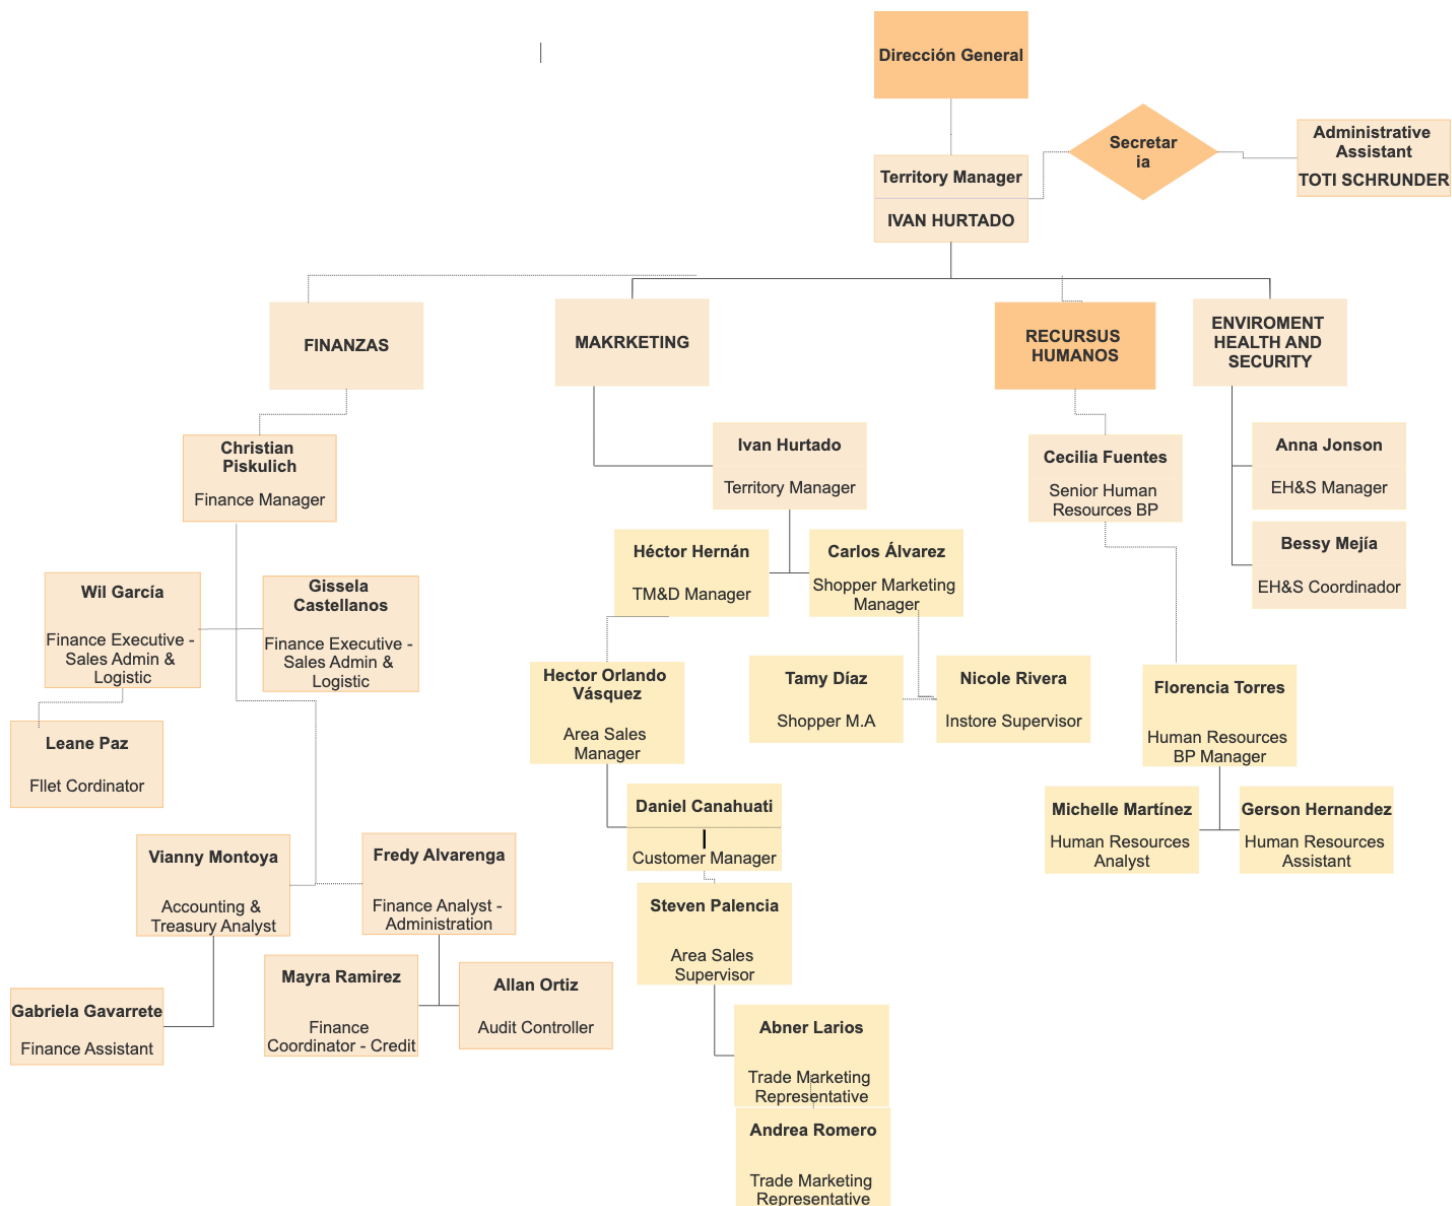 Dirección General
Territory Manager
IVAN HURTADO
Secretar
ia
Administrative
Assistant
TOTI SCHRUNDER
FINANZAS
MAKRKETING
RECURSUS
HUMANOS
ENVIROMENT
HEALTH AND
SECURITY
Christian
Piskulich
Finance Manager
Wil García
Finance Executive -
Sales Admin &
Logistic
Gissela
Castellanos
Finance Executive -
Sales Admin &
Logistic
Leane Paz
Fllet Cordinator
Vianny Montoya
Accounting &
Treasury Analyst
Fredy Alvarenga
Finance Analyst -
Administration
Gabriela Gavarrete
Finance Assistant
Mayra Ramirez
Finance
Coordinator - Credit
Allan Ortiz
Audit Controller
Ivan Hurtado
Territory Manager
Héctor Hernán
TM&D Manager
Carlos Álvarez
Shopper Marketing
Manager
Hector Orlando
Vásquez
Area Sales
Manager
Tamy Díaz
Shopper M.A
Nicole Rivera
Instore Supervisor
Daniel Canahuati
Customer Manager
Steven Palencia
Area Sales
Supervisor
Abner Larios
Trade Marketing
Representative
Andrea Romero
Trade Marketing
Representative
Cecilia Fuentes
Senior Human
Resources BP
Florencia Torres
Human Resources
BP Manager
Michelle Martínez
Human Resources
Analyst
Gerson Hernandez
Human Resources
Assistant
Anna Jonson
EH&S Manager
Bessy Mejía
EH&S Coordinador